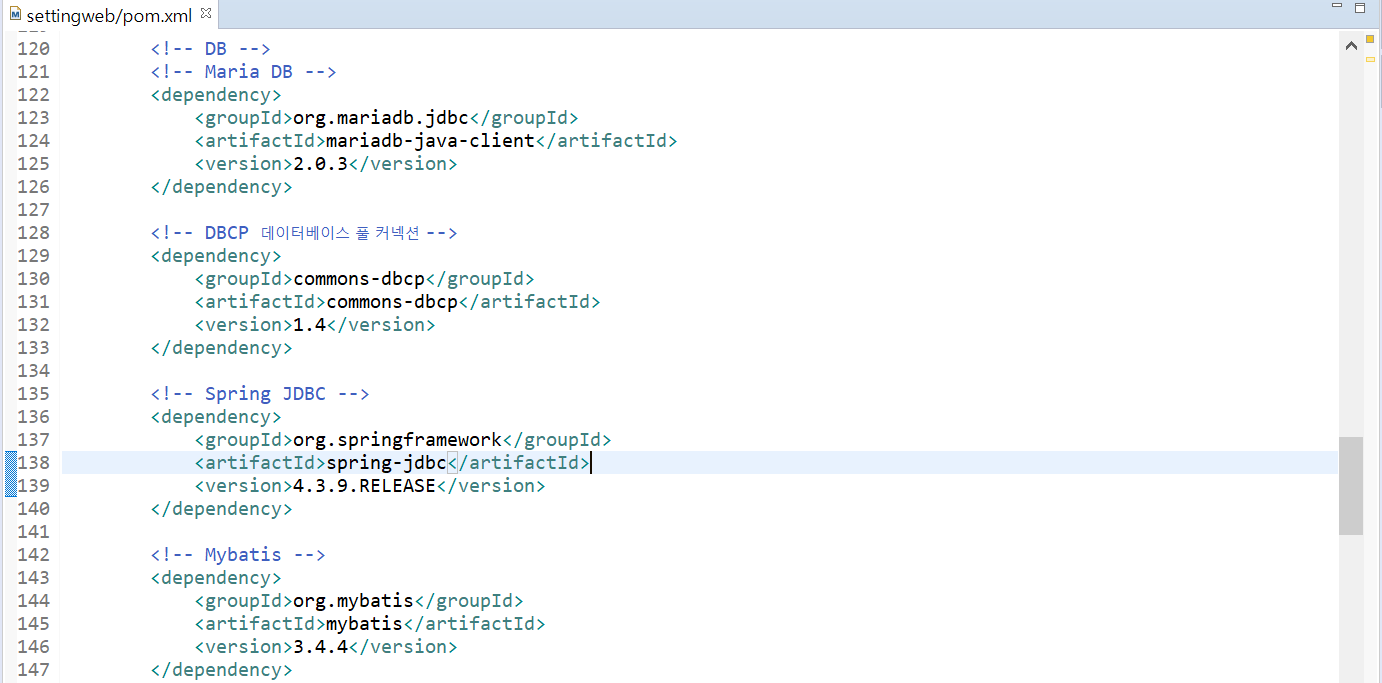 settingweb/pom.xml
120 <!-- DB -->
121 <!-- Maria DB -->
122 <dependency>
123 <groupId>org.mariadb.jdbc</groupId>
124 <artifactId>mariadb-java-client</artifactId>
125 <version>2.0.3</version>
126 </dependency>
127
128 <!-- DBCP 데이터베이스 풀 커넥션 -->
129 <dependency>
130 <groupId>commons-dbcp</groupId>
131 <artifactId>commons-dbcp</artifactId>
132 <version>1.4</version>
133 </dependency>
134
135 <!-- Spring JDBC -->
136 <dependency>
137 <groupId>org.springframework</groupId>
138 <artifactId>spring-jdbc</artifactId>
139 <version>4.3.9.RELEASE</version>
140 </dependency>
141
142 <!-- Mybatis -->
143 <dependency>
144 <groupId>org.mybatis</groupId>
145 <artifactId>mybatis</artifactId>
146 <version>3.4.4</version>
147 </dependency>